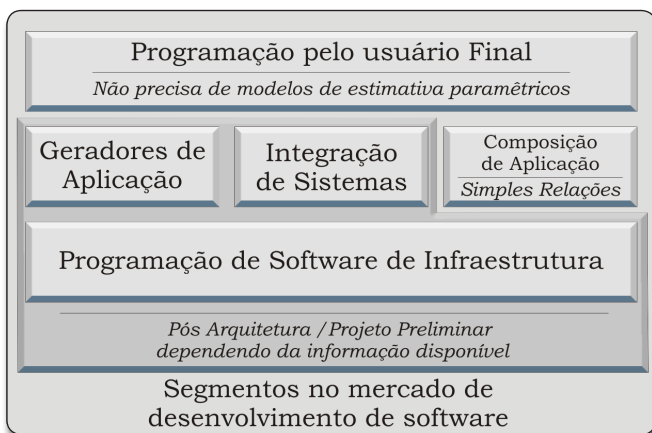 Programação pelo usuário Final
Não precisa de modelos de estimativa paramêtricos
Geradores de
Aplicação
Integração
de Sistemas
Composição
de Aplicação
Simples Relações
Programação de Software de Infraestrutura
Pós Arquitetura / Projeto Preliminar
dependendo da informação disponível
Segmentos no mercado de
desenvolvimento de software